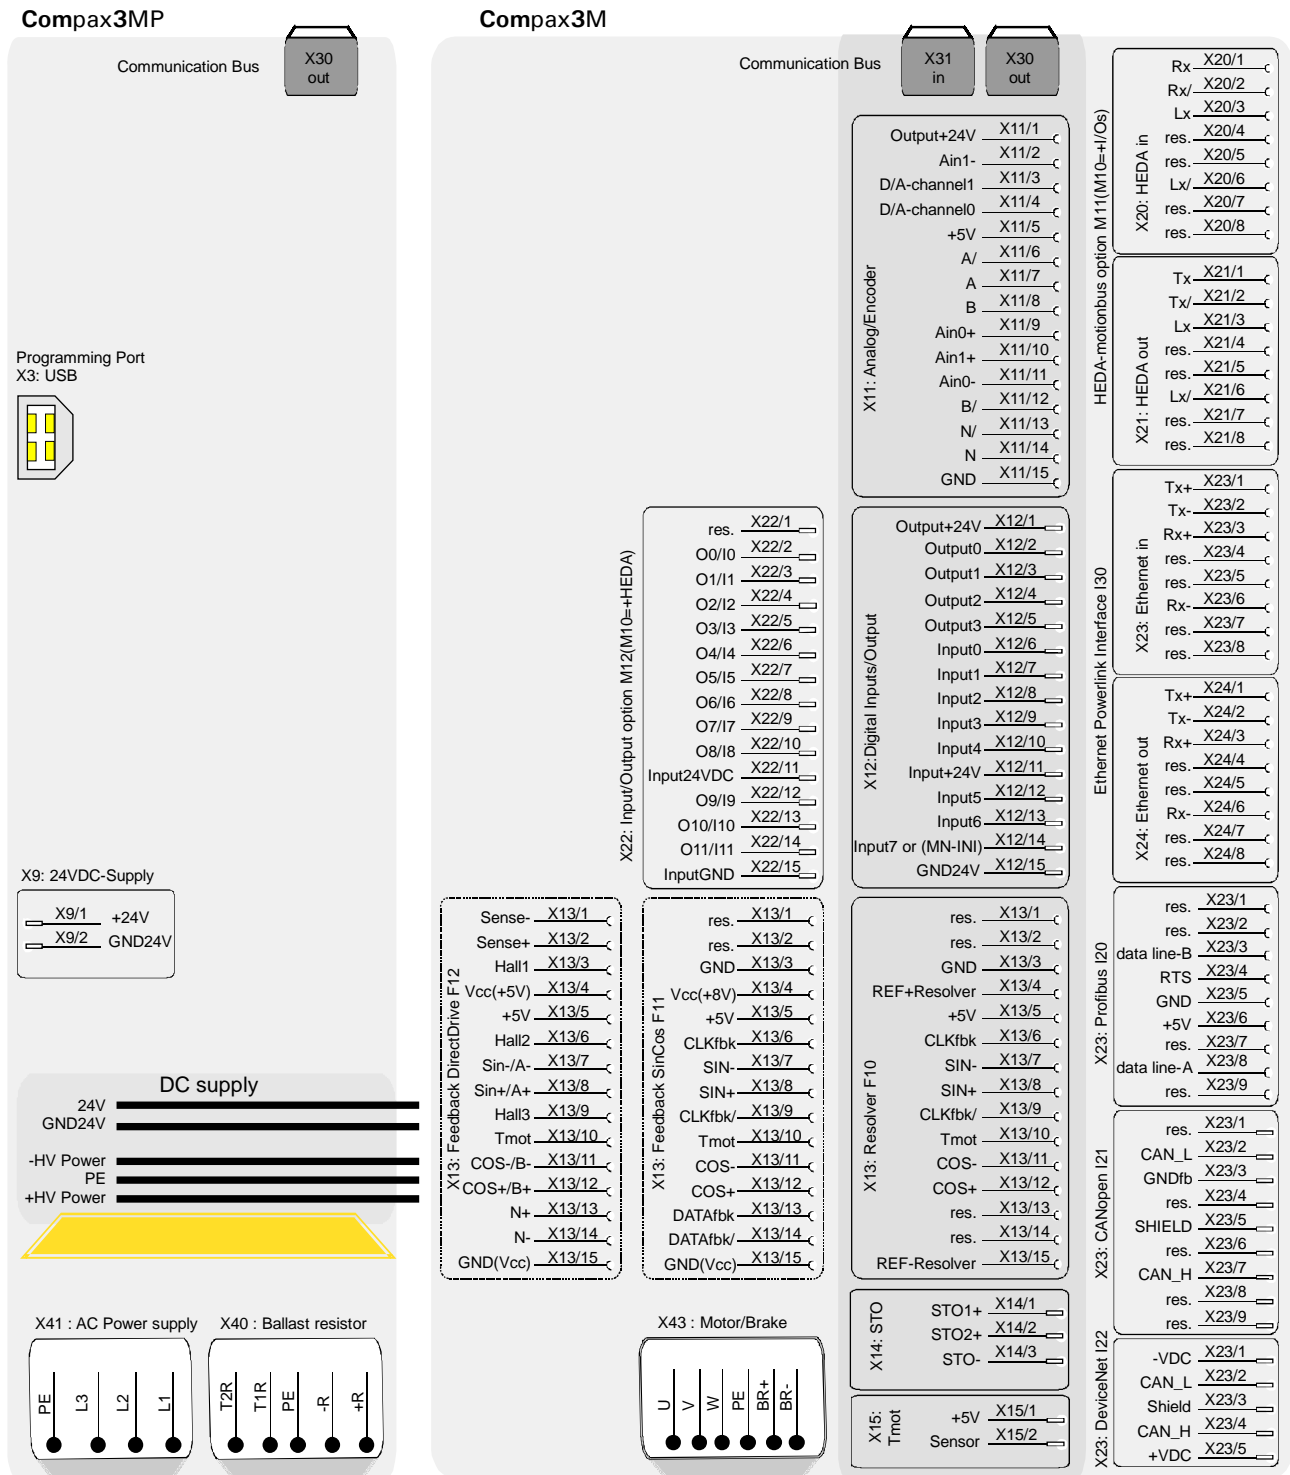 Compax3MP
Communication Bus
X30
out
Programming Port
X3: USB
X9: 24VDC-Supply
X9/1 +24V
X9/2 GND24V
DC supply
24V
GND24V
-HV Power
PE
+HV Power
X41 : AC Power supply
PE
L3
L2
L1
X40 : Ballast resistor
T2R
T1R
PE
-R
+R
Compax3M
Communication Bus
X31
in
X30
out
X11: Analog/Encoder
Output+24V X11/1
Ain1- X11/2
D/A-channel1 X11/3
D/A-channel0 X11/4
+5V X11/5
A/ X11/6
A X11/7
B X11/8
Ain0+ X11/9
Ain1+ X11/10
Ain0- X11/11
B/ X11/12
N/ X11/13
N X11/14
GND X11/15
X22: Input/Output option M12(M10=+HEDA)
res. X22/1
O0/I0 X22/2
O1/I1 X22/3
O2/I2 X22/4
O3/I3 X22/5
O4/I4 X22/6
O5/I5 X22/7
O6/I6 X22/8
O7/I7 X22/9
O8/I8 X22/10
Input24VDC X22/11
O9/I9 X22/12
O10/I10 X22/13
O11/I11 X22/14
InputGND X22/15
X12:Digital Inputs/Output
Output+24V X12/1
Output0 X12/2
Output1 X12/3
Output2 X12/4
Output3 X12/5
Input0 X12/6
Input1 X12/7
Input2 X12/8
Input3 X12/9
Input4 X12/10
Input+24V X12/11
Input5 X12/12
Input6 X12/13
Input7 or (MN-INI) X12/14
GND24V X12/15
X13: Feedback DirectDrive F12
Sense- X13/1
Sense+ X13/2
Hall1 X13/3
Vcc(+5V) X13/4
+5V X13/5
Hall2 X13/6
Sin-/A- X13/7
Sin+/A+ X13/8
Hall3 X13/9
Tmot X13/10
COS-/B- X13/11
COS+/B+ X13/12
N+ X13/13
N- X13/14
GND(Vcc) X13/15
X13: Feedback SinCos F11
res. X13/1
res. X13/2
GND X13/3
Vcc(+8V) X13/4
+5V X13/5
CLKfbk X13/6
SIN- X13/7
SIN+ X13/8
CLKfbk/ X13/9
Tmot X13/10
COS- X13/11
COS+ X13/12
DATAfbk X13/13
DATAfbk/ X13/14
GND(Vcc) X13/15
X13: Resolver F10
res. X13/1
res. X13/2
GND X13/3
REF+Resolver X13/4
+5V X13/5
CLKfbk X13/6
SIN- X13/7
SIN+ X13/8
CLKfbk/ X13/9
Tmot X13/10
COS- X13/11
COS+ X13/12
res. X13/13
res. X13/14
REF-Resolver X13/15
X43 : Motor/Brake
U
V
W
PE
BR+
BR-
X14: STO
STO1+ X14/1
STO2+ X14/2
STO- X14/3
X15:
Tmot
+5V X15/1
Sensor X15/2
HEDA-motionbus option M11(M10=+I/Os)
X20: HEDA in
Rx X20/1
Rx/ X20/2
Lx X20/3
res. X20/4
res. X20/5
Lx/ X20/6
res. X20/7
res. X20/8
X21: HEDA out
Tx X21/1
Tx/ X21/2
Lx X21/3
res. X21/4
res. X21/5
Lx/ X21/6
res. X21/7
res. X21/8
Ethernet Powerlink Interface I30
X23: Ethernet in
Tx+ X23/1
Tx- X23/2
Rx+ X23/3
res. X23/4
res. X23/5
Rx- X23/6
res. X23/7
res. X23/8
X24: Ethernet out
Tx+ X24/1
Tx- X24/2
Rx+ X24/3
res. X24/4
res. X24/5
Rx- X24/6
res. X24/7
res. X24/8
X23: Profibus I20
res. X23/1
res. X23/2
data line-B X23/3
RTS X23/4
GND X23/5
+5V X23/6
res. X23/7
data line-A X23/8
res. X23/9
X23: CANopen I21
res. X23/1
CAN_L X23/2
GNDfb X23/3
res. X23/4
SHIELD X23/5
res. X23/6
CAN_H X23/7
res. X23/8
res. X23/9
X23: DeviceNet I22
-VDC X23/1
CAN_L X23/2
Shield X23/3
CAN_H X23/4
+VDC X23/5